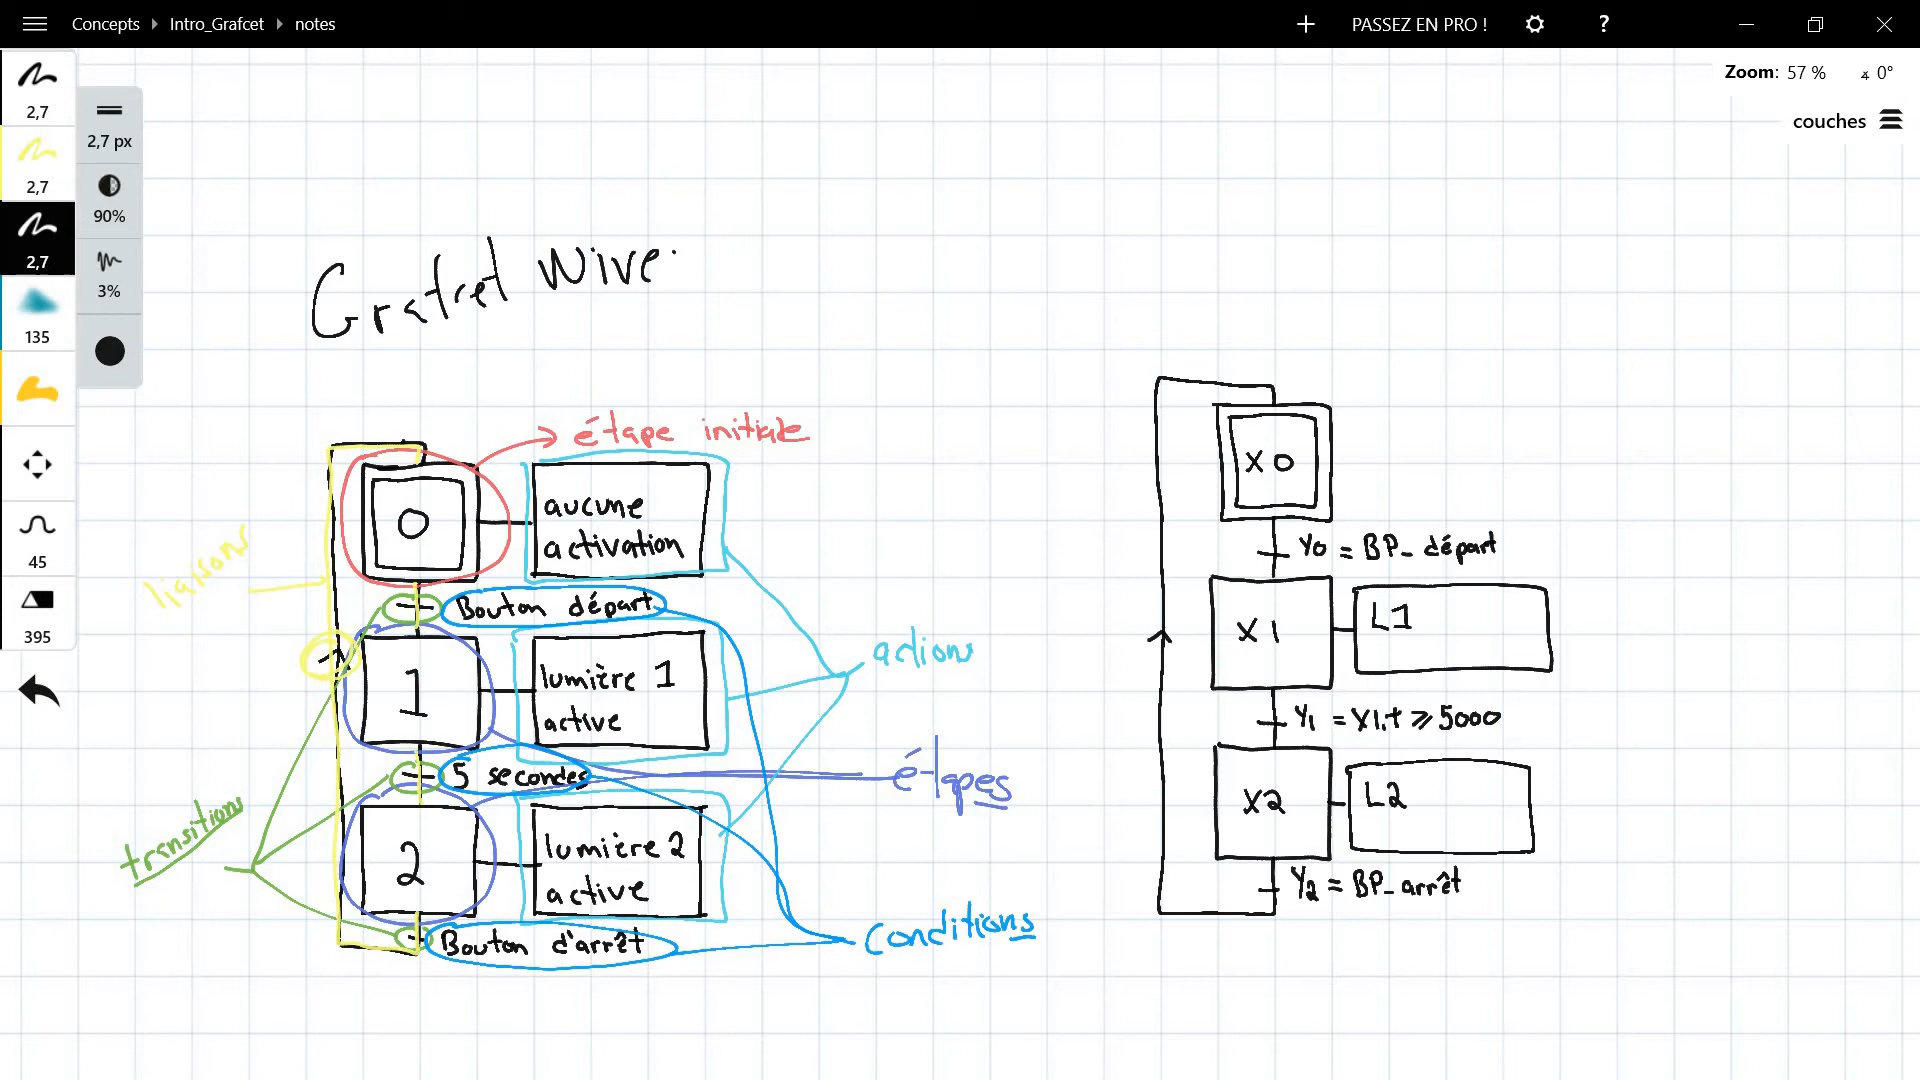 Concepts Intro_Grafcet notes
PASSEZ EN PRO !
?
Zoom: 57 % 0°
couches
2,7
2,7 px
2,7
90%
2,7
3%
135
45
395
étape initiale
0
aucune
activation
liaisons
Bouton départ
1
lumière 1
active
actions
5 secondes
étapes
transitions
2
lumière 2
active
Bouton d'arrêt
conditions
X0
Y0 = BP_départ
X1
L1
Y1 = X1.t ≥ 5000
X2
L2
Y2 = BP_arrêt